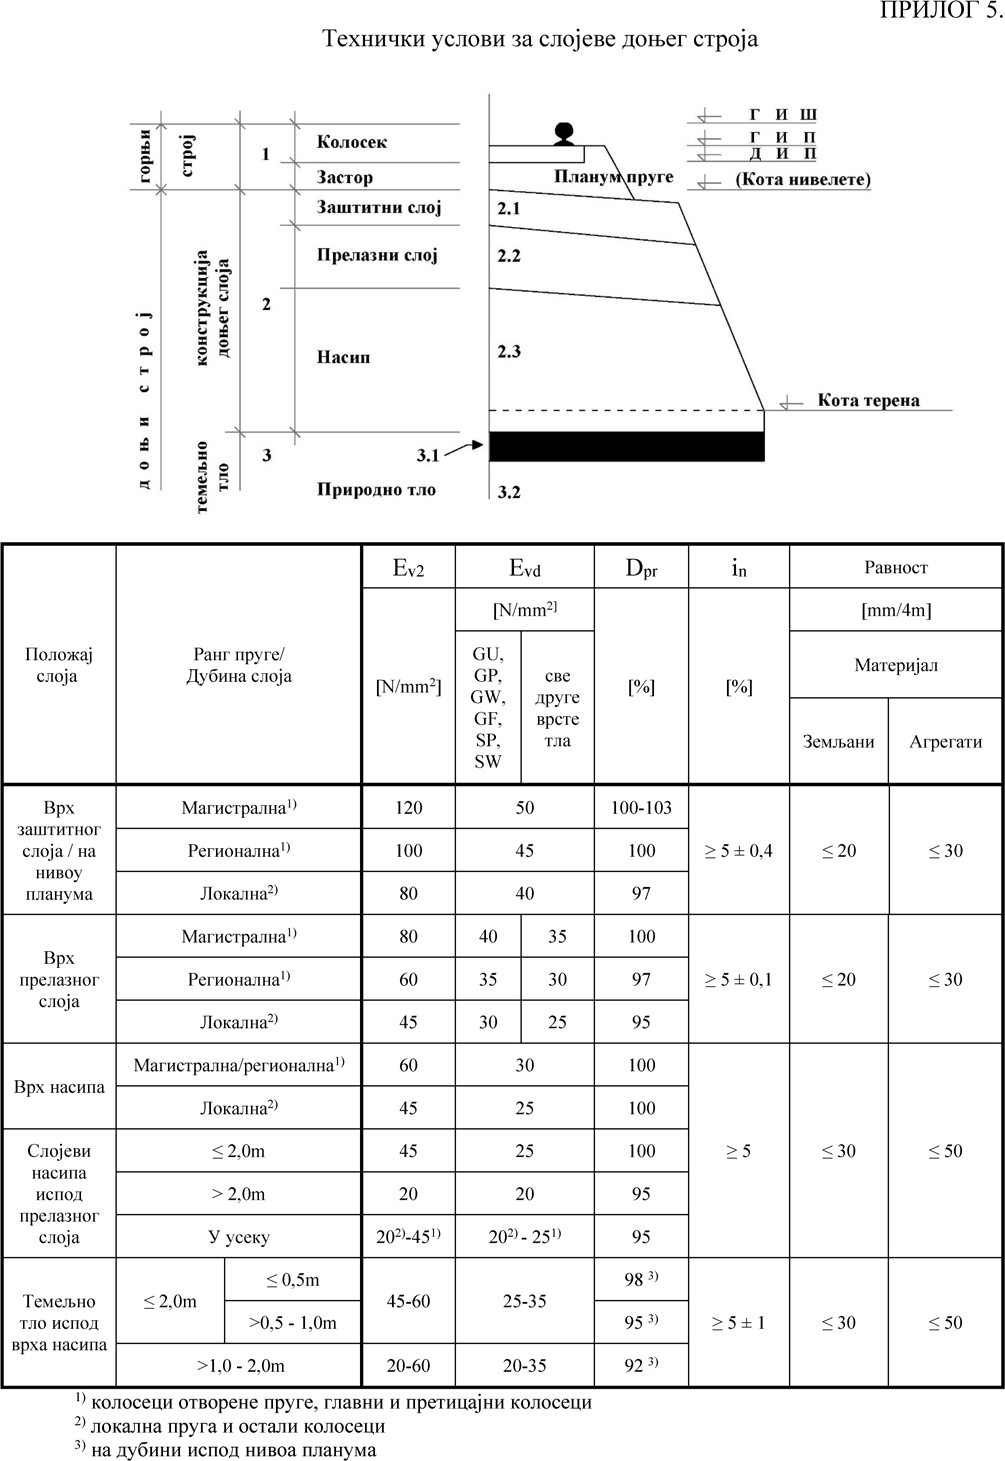 ПРИЛОГ 5.
Технички услови за слојеве доњег строја
горњи
строј
1
Колосек
Застор
Г И Ш
Г И П
Д И П
Планум пруге
(Кота нивелете)
доњи строј
конструкција
доњег слоја
2
Заштитни слој
2.1
Прелазни слој
2.2
Насип
2.3
Кота терена
темељно
тло
3
3.1
Природно тло
3.2
Положај
слоја
Ранг пруге/
Дубина слоја
Ev2
Evd
Dpr
in
Равност
[N/mm2]
[N/mm2]
[%]
[%]
[mm/4m]
GU,
GP,
GW,
GF,
SP,
SW
све
друге
врсте
тла
Материјал
Земљани
Агрегати
Врх
заштитног
слоја / на
нивоу
планума
Магистрална1)
120
50
100-103
≥ 5 ± 0,4
≤ 20
≤ 30
Регионална1)
100
45
100
Локална2)
80
40
97
Врх
прелазног
слоја
Магистрална1)
80
40
35
100
≥ 5 ± 0,1
≤ 20
≤ 30
Регионална1)
60
35
30
97
Локална2)
45
30
25
95
Врх насипа
Магистрална/регионална1)
60
30
100
≥ 5
≤ 30
≤ 50
Локална2)
45
25
100
Слојеви
насипа
испод
прелазног
слоја
≤ 2,0m
45
25
100
> 2,0m
20
20
95
У усеку
202)-451)
202) - 251)
95
Темељно
тло испод
врха насипа
≤ 2,0m
≤ 0,5m
45-60
25-35
98 3)
≥ 5 ± 1
≤ 30
≤ 50
>0,5 - 1,0m
95 3)
>1,0 - 2,0m
20-60
20-35
92 3)
1) колосеци отворене пруге, главни и претицајни колосеци
2) локална пруга и остали колосеци
3) на дубини испод нивоа планума